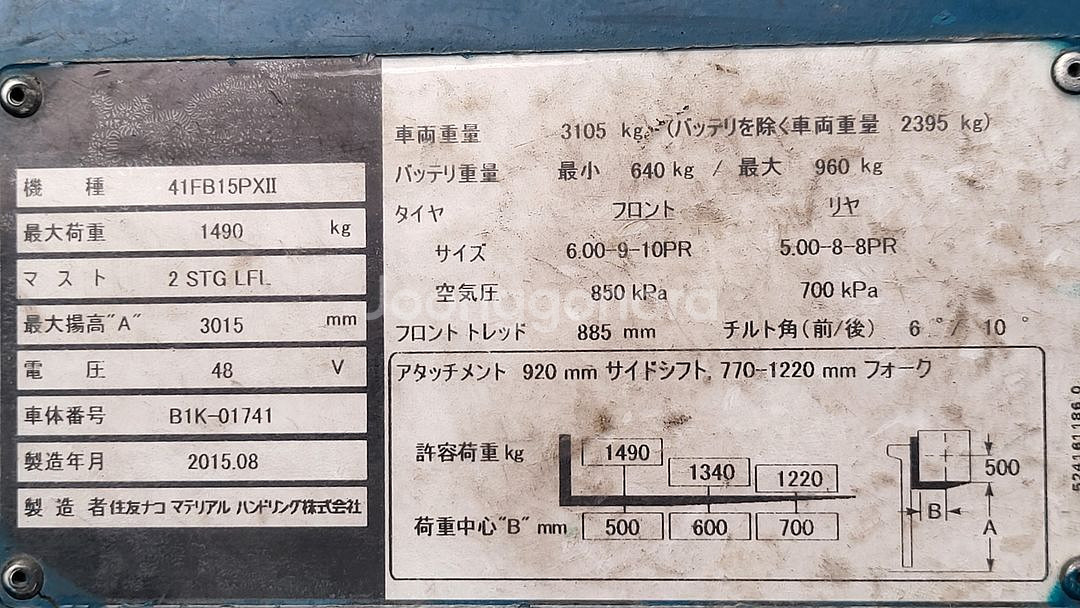 機 種 41FB15PXII
最大荷重 1490 kg
マスト 2 STG LFL
最大揚高"A" 3015 mm
電 圧 48 V
車体番号 B1K-01741
製造年月 2015.08
製造者 住友ナコ マテリアル ハンドリング株式会社
車両重量 3105 kg (バッテリを除く車両重量 2395 kg)
バッテリ重量 最小 640 kg / 最大 960 kg
タイヤ フロント リヤ
サイズ 6.00-9-10PR 5.00-8-8PR
空気圧 850 kPa 700 kPa
フロント トレッド 885 mm チルト角(前/後) 6 °/ 10 °
アタッチメント 920 mm サイドシフト, 770-1220 mm フォーク
許容荷重 kg 1490 1340 1220
荷重中心"B" mm 500 600 700
500
B
A
524161186 0
Joonggonara